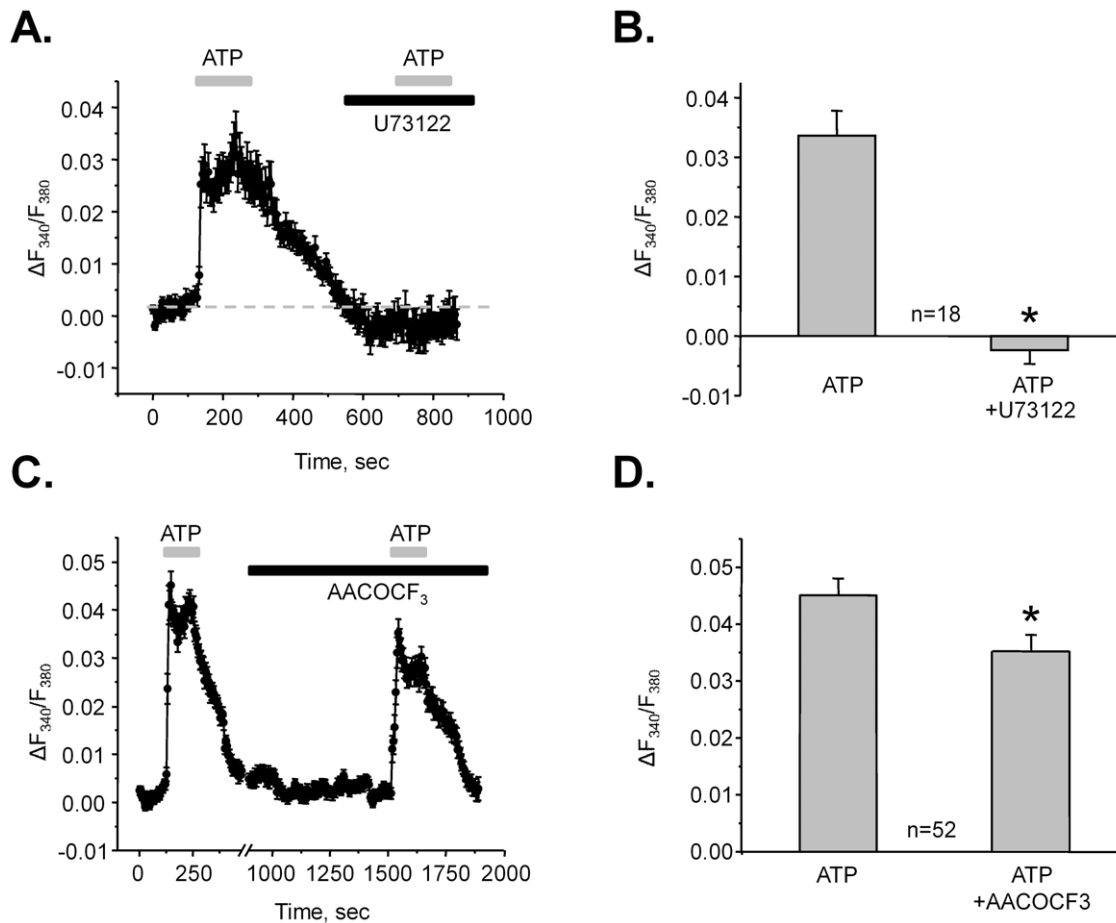 A.
ATP
ATP
U73122
0.04
0.03
0.02
0.01
0.00
-0.01
ΔF340/F380
0 200 400 600 800 1000
Time, sec
B.
0.04
0.03
0.02
0.01
0.00
-0.01
ΔF340/F380
n=18
*
ATP
ATP
+U73122
C.
ATP
ATP
AACOCF3
0.05
0.04
0.03
0.02
0.01
0.00
-0.01
ΔF340/F380
0 250 1000 1250 1500 1750 2000
Time, sec
D.
0.05
0.04
0.03
0.02
0.01
0.00
ΔF340/F380
n=52
*
ATP
ATP
+AACOCF3